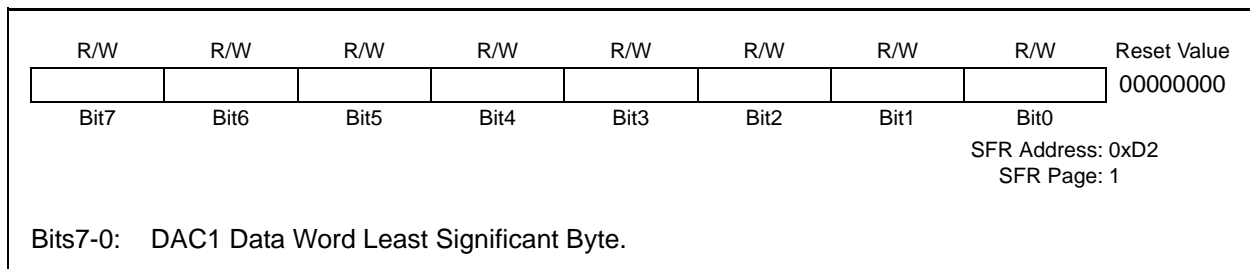 R/W R/W R/W R/W R/W R/W R/W R/W Reset Value
00000000
Bit7 Bit6 Bit5 Bit4 Bit3 Bit2 Bit1 Bit0
SFR Address: 0xD2
SFR Page: 1
Bits7-0: DAC1 Data Word Least Significant Byte.